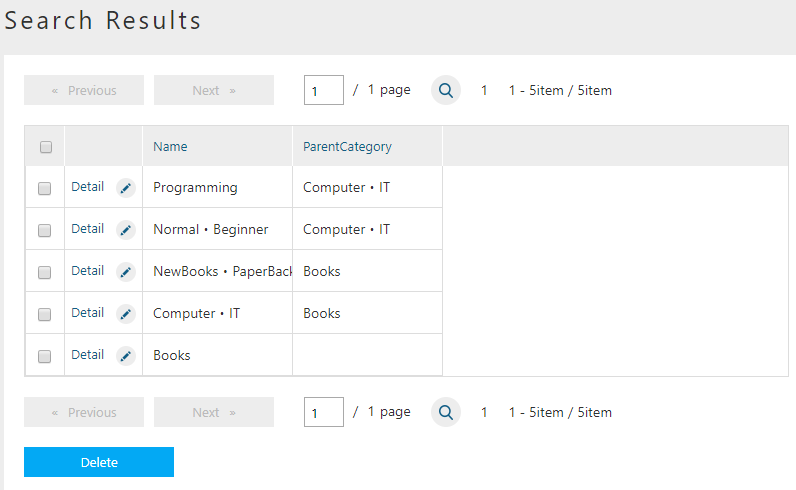 Search Results
« Previous Next » 1 / 1 page 1 1 - 5item / 5item
Name ParentCategory
Detail Programming Computer・IT
Detail Normal・Beginner Computer・IT
Detail NewBooks・PaperBack Books
Detail Computer・IT Books
Detail Books
« Previous Next » 1 / 1 page 1 1 - 5item / 5item
Delete